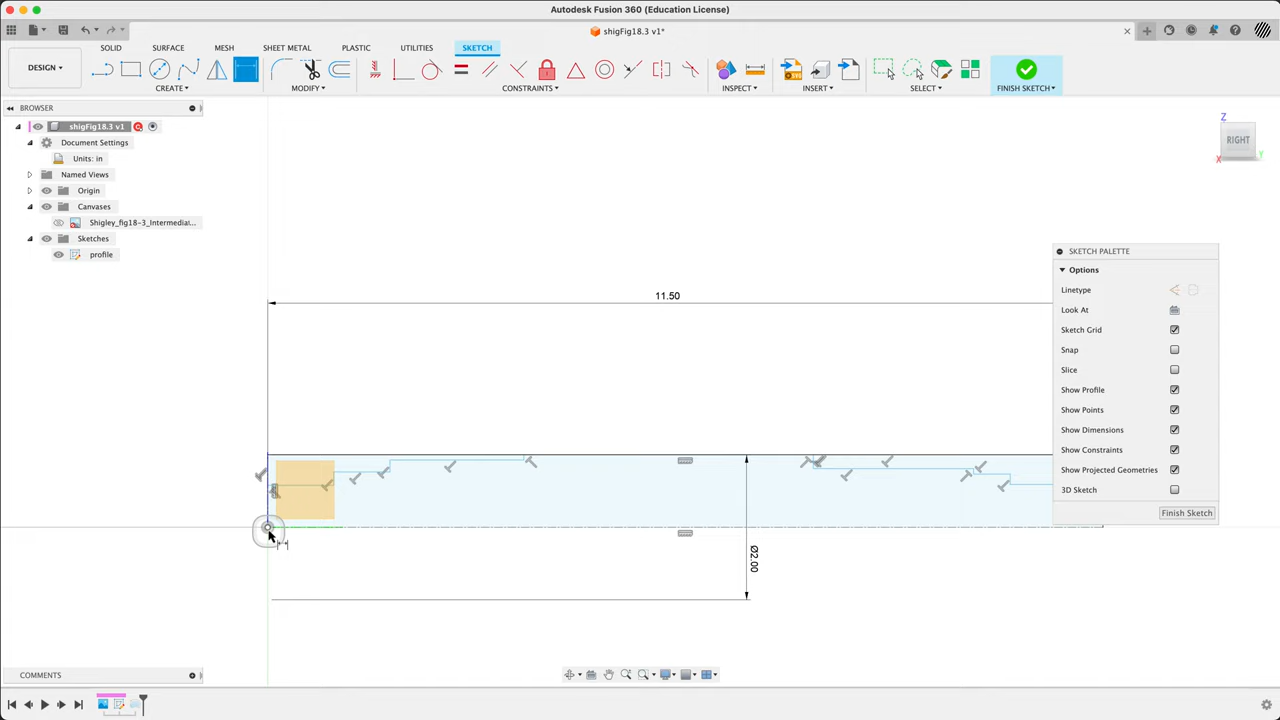 Autodesk Fusion 360 (Education License)
shigFig18.3 v1*
DESIGN
SOLID SURFACE MESH SHEET METAL PLASTIC UTILITIES SKETCH
CREATE MODIFY CONSTRAINTS INSPECT INSERT SELECT FINISH SKETCH
BROWSER
shigFig18.3 v1
Document Settings
Units: in
Named Views
Origin
Canvases
Shigley_fig18-3_Intermediat...
Sketches
profile
Z
RIGHT
X
Y
SKETCH PALETTE
Options
Linetype
Look At
Sketch Grid
Snap
Slice
Show Profile
Show Points
Show Dimensions
Show Constraints
Show Projected Geometries
3D Sketch
Finish Sketch
11.50
Ø2.00
COMMENTS